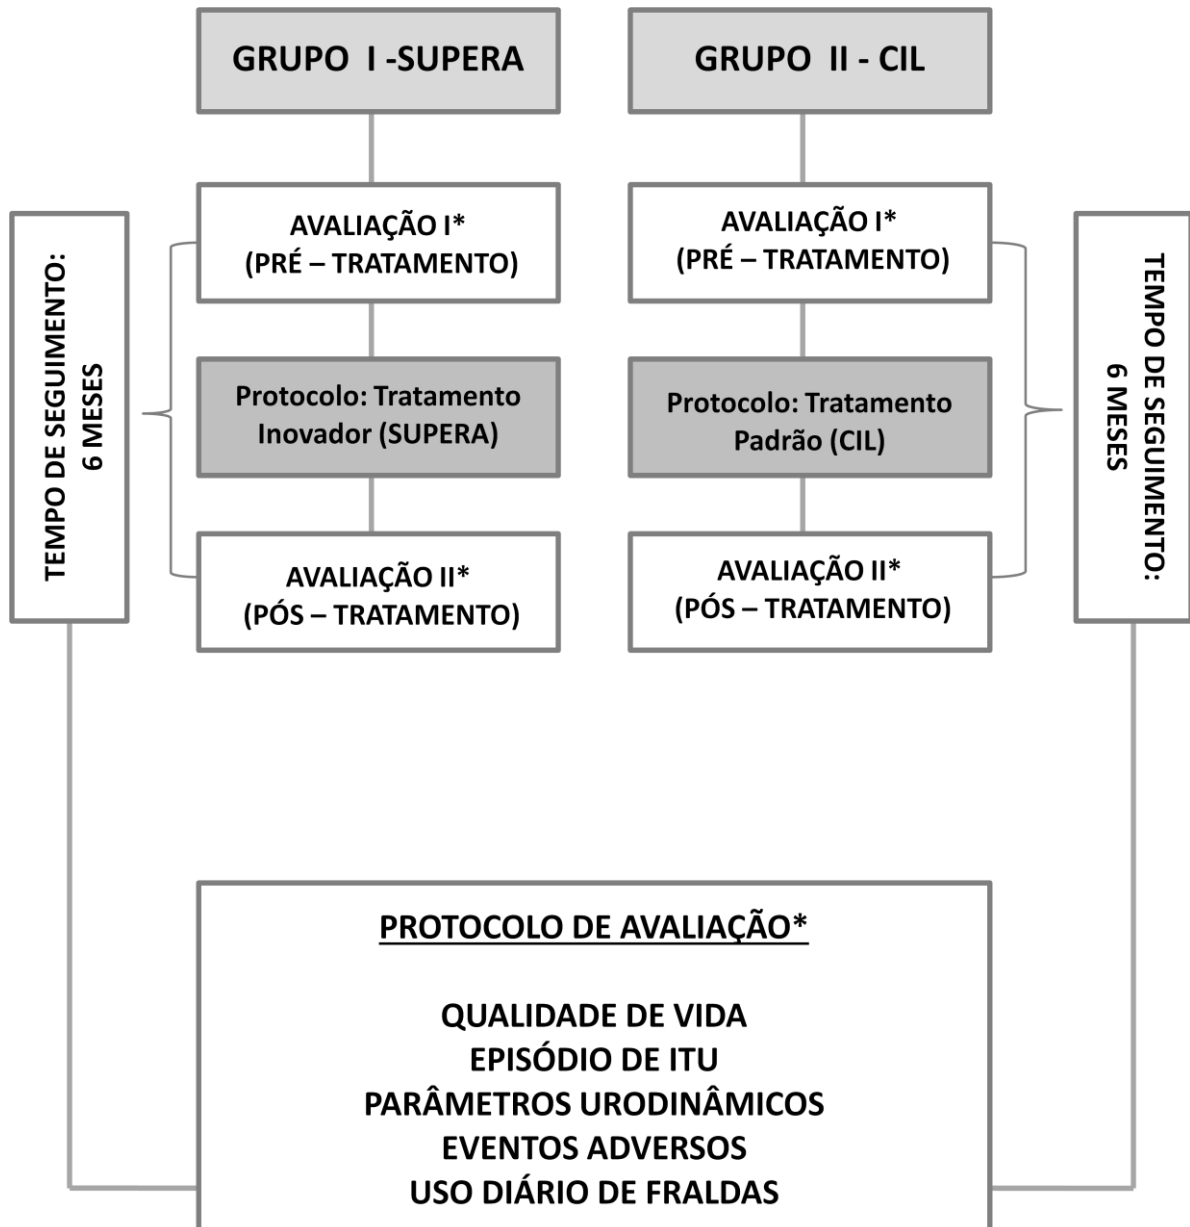 GRUPO I -SUPERA
GRUPO II - CIL
AVALIAÇÃO I*
(PRÉ – TRATAMENTO)
AVALIAÇÃO I*
(PRÉ – TRATAMENTO)
TEMPO DE SEGUIMENTO:
6 MESES
Protocolo: Tratamento
Inovador (SUPERA)
Protocolo: Tratamento
Padrão (CIL)
TEMPO DE SEGUIMENTO:
6 MESES
AVALIAÇÃO II*
(PÓS – TRATAMENTO)
AVALIAÇÃO II*
(PÓS – TRATAMENTO)
PROTOCOLO DE AVALIAÇÃO*
QUALIDADE DE VIDA
EPISÓDIO DE ITU
PARÂMETROS URODINÂMICOS
EVENTOS ADVERSOS
USO DIÁRIO DE FRALDAS